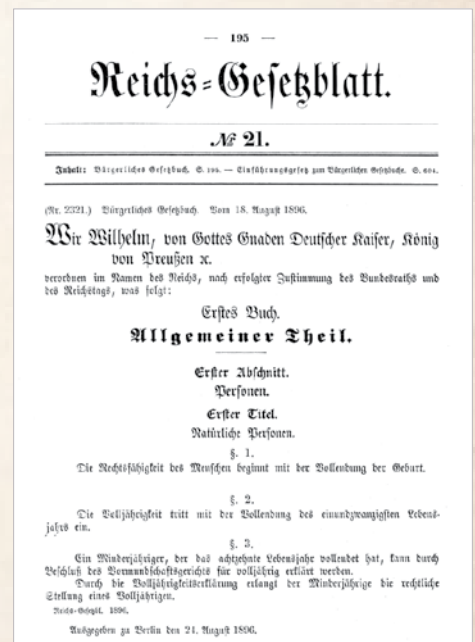 — 195 —
Reichs-Gesetzblatt.
№ 21.
Inhalt: Bürgerliches Gesetzbuch. S. 195. — Einführungsgesetz zum Bürgerlichen Gesetzbuche. S. 604.
(Nr. 2321.) Bürgerliches Gesetzbuch. Vom 18. August 1896.
Wir Wilhelm, von Gottes Gnaden Deutscher Kaiser, König
von Preußen ꝛc.
verordnen im Namen des Reichs, nach erfolgter Zustimmung des Bundesraths und
des Reichstags, was folgt:
Erstes Buch.
Allgemeiner Theil.
Erster Abschnitt.
Personen.
Erster Titel.
Natürliche Personen.
§. 1.
Die Rechtsfähigkeit des Menschen beginnt mit der Vollendung der Geburt.
§. 2.
Die Volljährigkeit tritt mit der Vollendung des einundzwanzigsten Lebens-
jahrs ein.
§. 3.
Ein Minderjähriger, der das achtzehnte Lebensjahr vollendet hat, kann durch
Beschluß des Vormundschaftsgerichts für volljährig erklärt werden.
Durch die Volljährigkeitserklärung erlangt der Minderjährige die rechtliche
Stellung eines Volljährigen.
Reichs-Gesetzbl. 1896.
Ausgegeben zu Berlin den 24. August 1896.